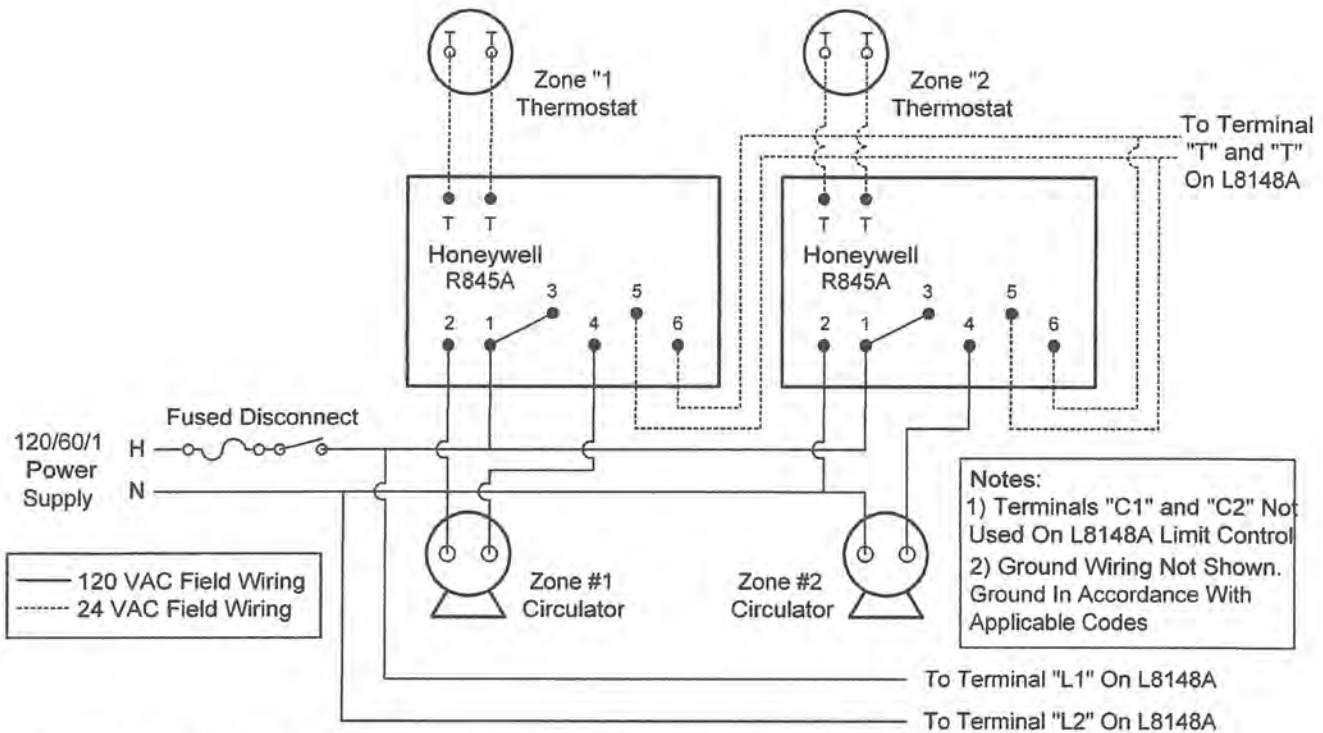 T T
Zone "1
Thermostat
T T
Zone "2
Thermostat
To Terminal
"T" and "T"
On L8148A
T T
Honeywell
R845A
2 1 3 4 5 6
T T
Honeywell
R845A
2 1 3 4 5 6
Fused Disconnect
120/60/1
Power
Supply
H
N
120 VAC Field Wiring
24 VAC Field Wiring
Zone #1
Circulator
Zone #2
Circulator
Notes:
1) Terminals "C1" and "C2" Not
Used On L8148A Limit Control
2) Ground Wiring Not Shown.
Ground In Accordance With
Applicable Codes
To Terminal "L1" On L8148A
To Terminal "L2" On L8148A